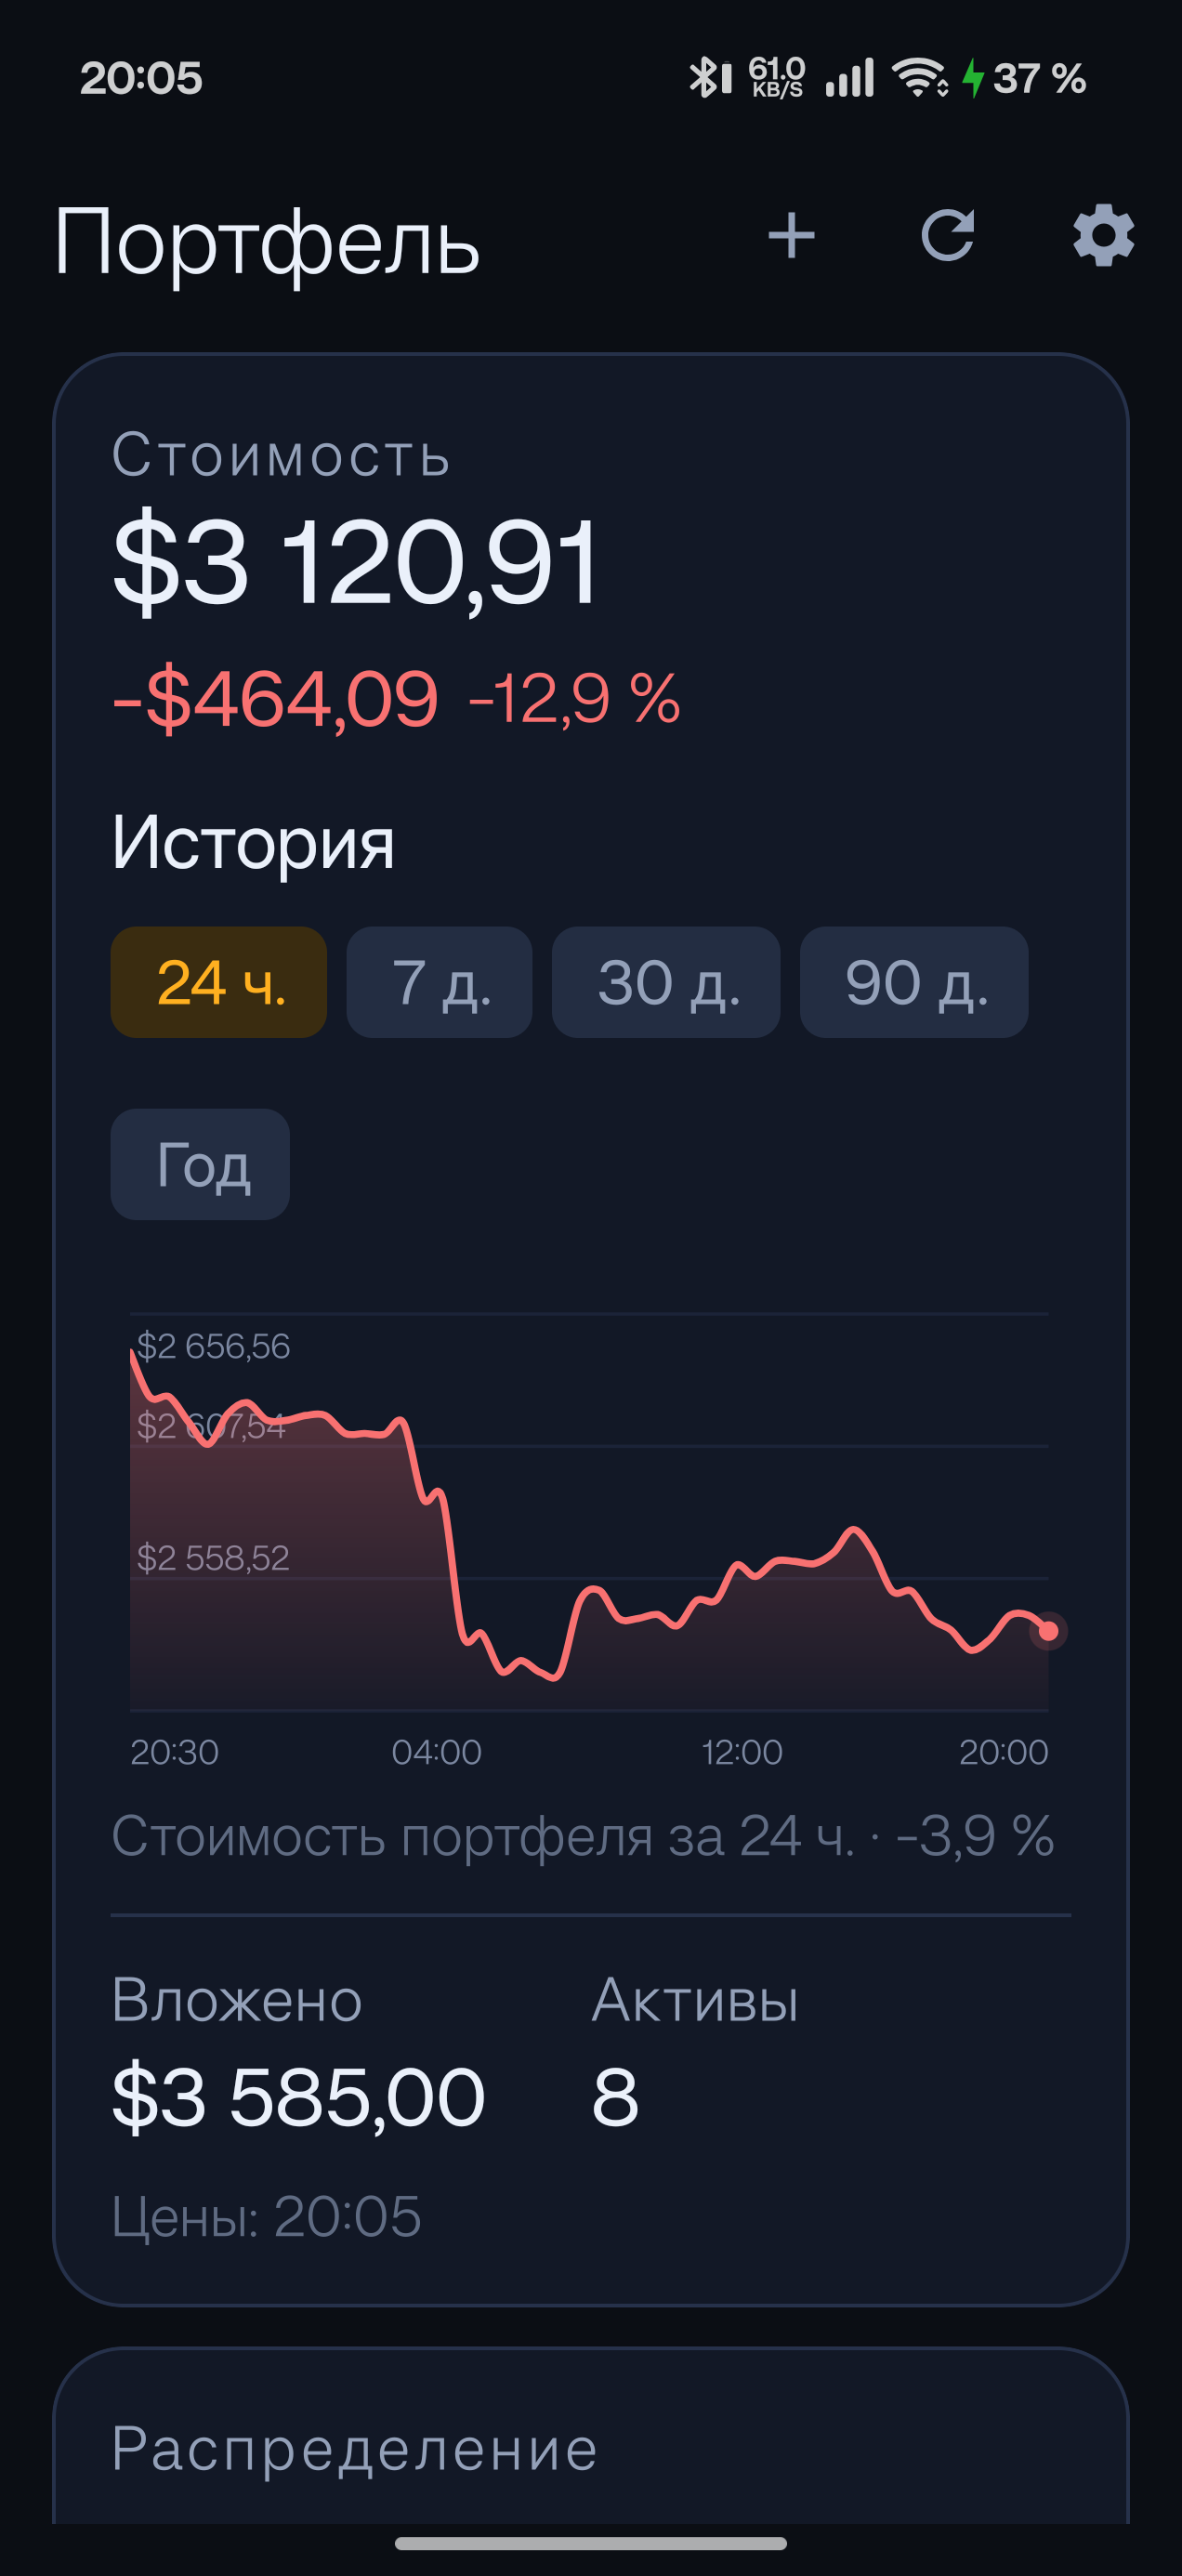 20:05 61.0 KB/S 37 %
Портфель
Стоимость
$3 120,91
-$464,09 -12,9 %
История
24 ч. 7 д. 30 д. 90 д.
Год
$2 656,56
$2 607,54
$2 558,52
20:30 04:00 12:00 20:00
Стоимость портфеля за 24 ч. · -3,9 %
Вложено Активы
$3 585,00 8
Цены: 20:05
Распределение